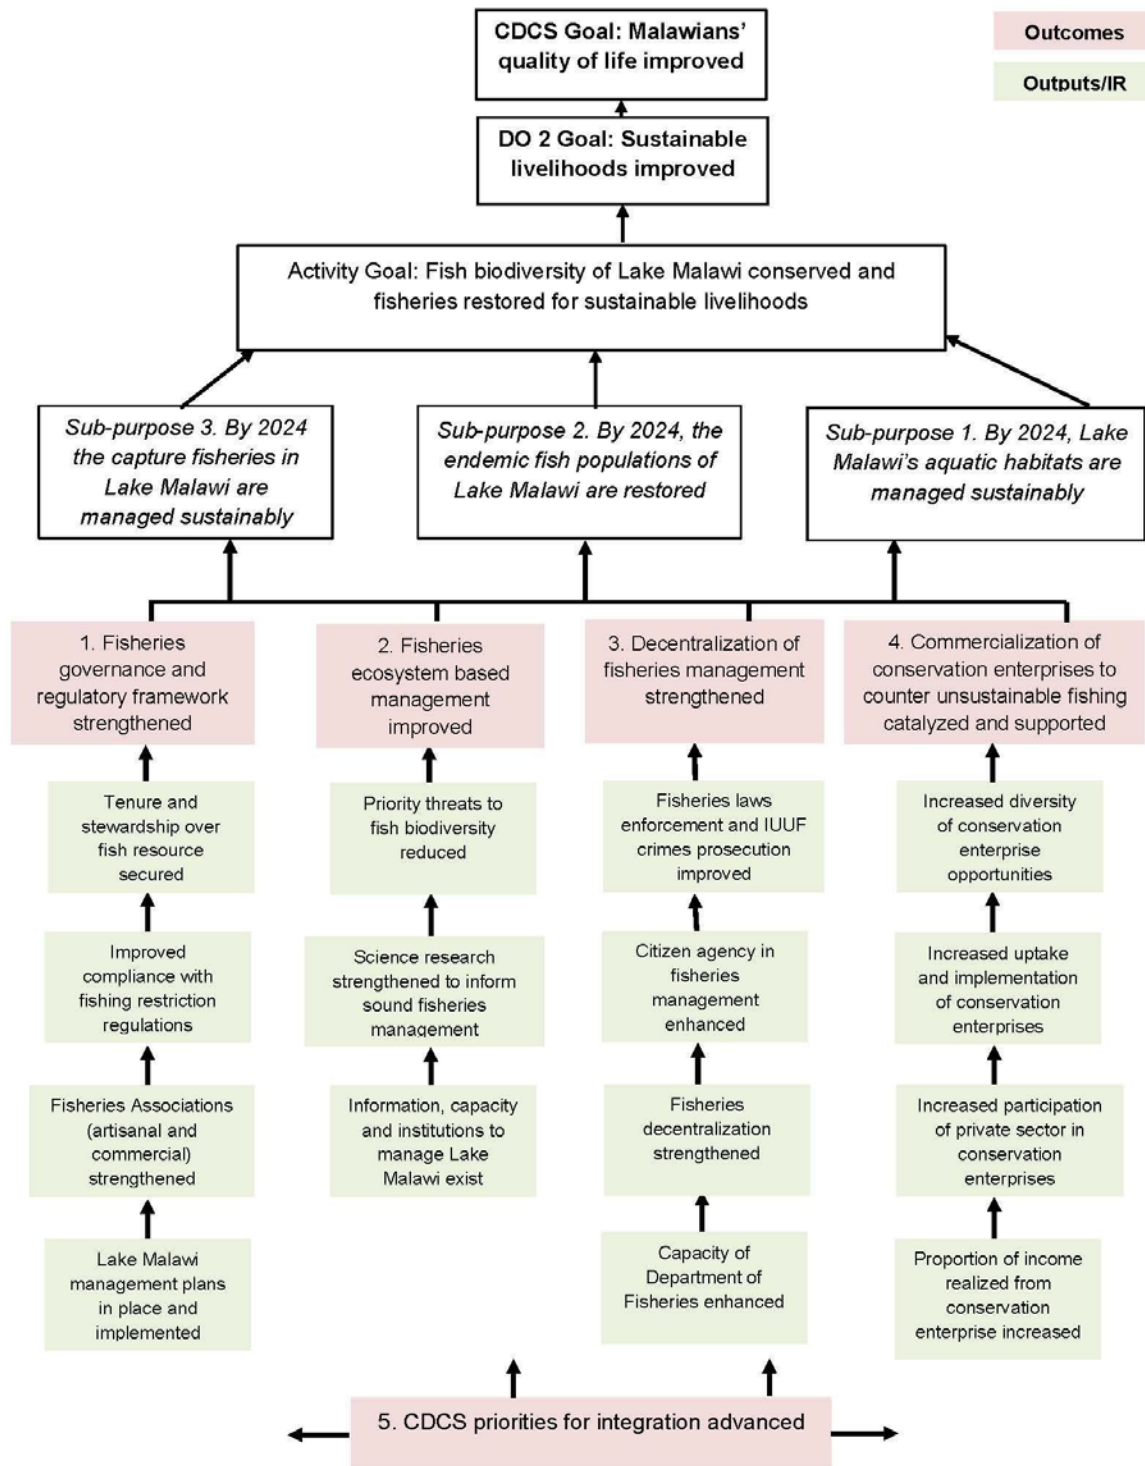 CDCS Goal: Malawians'
quality of life improved
Outcomes
Outputs/IR
DO 2 Goal: Sustainable
livelihoods improved
Activity Goal: Fish biodiversity of Lake Malawi conserved and
fisheries restored for sustainable livelihoods
Sub-purpose 3. By 2024
the capture fisheries in
Lake Malawi are
managed sustainably
Sub-purpose 2. By 2024, the
endemic fish populations of
Lake Malawi are restored
Sub-purpose 1. By 2024, Lake
Malawi's aquatic habitats are
managed sustainably
1. Fisheries
governance and
regulatory framework
strengthened
2. Fisheries
ecosystem based
management
improved
3. Decentralization of
fisheries management
strengthened
4. Commercialization of
conservation enterprises to
counter unsustainable fishing
catalyzed and supported
Tenure and
stewardship over
fish resource
secured
Priority threats to
fish biodiversity
reduced
Fisheries laws
enforcement and IUUF
crimes prosecution
improved
Increased diversity
of conservation
enterprise
opportunities
Improved
compliance with
fishing restriction
regulations
Science research
strengthened to inform
sound fisheries
management
Citizen agency in
fisheries
management
enhanced
Increased uptake
and implementation
of conservation
enterprises
Fisheries Associations
(artisanal and
commercial)
strengthened
Information, capacity
and institutions to
manage Lake
Malawi exist
Fisheries
decentralization
strengthened
Increased participation
of private sector in
conservation
enterprises
Lake Malawi
management plans
in place and
implemented
Capacity of
Department of
Fisheries enhanced
Proportion of income
realized from
conservation
enterprise increased
5. CDCS priorities for integration advanced